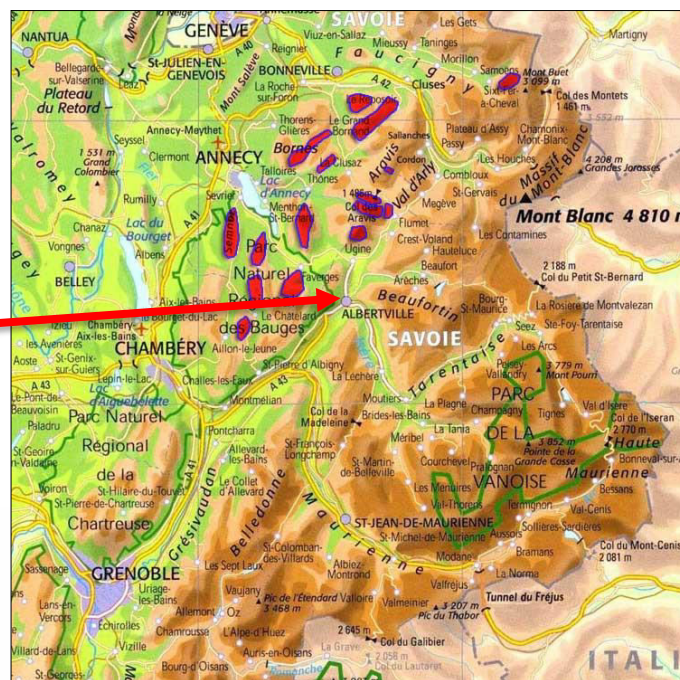 SAVOIE
GENÈVE
Annemasse
Les Gets
Martigny
NANTUA
Viuz-en-Sallaz
Mieussy
Taninges
Reignier
Morillon
A 40
Bellegarde-
sur-Valserine
ST-JULIEN-EN-
GENEVOIS
BONNEVILLE
Faucigny
Samoëns
Mont Buet
3 099 m
Plateau
du Retord
Mont Salève
La Roche
sur-Foron
A 42
Cluses
Sixt-Fer-
à-Cheval
Col des Montets
1 461 m
Le Reposoir
Seyssel
Annecy-Meythet
Thorens-
Glières
Le Grand
Bornand
Sallanches
Plateau d'Assy
Chamonix-
Mont-Blanc
3 532 m
Valromey
1 531 m
Grand
Colombier
Clermont
ANNECY
Bornes
Aravis
Cordon
Passy
La Clusaz
Talloires
Thônes
Les Houches
4 208 m
Grandes Jorasses
Combloux
Massif
du Mont-Blanc
Rumilly
Sevrier
Lac
d'Annecy
Menthon-
St-Bernard
Col des
Aravis
Val d'Arly
Megève
St-Gervais
Mont Blanc 4 810 m
Chanaz
Lac du
Bourget
A 41
Semnoz
Flumet
Les Contamines
Vongnes
Albens
Parc
Naturel
Régional
des Bauges
Ugine
Crest-Voland
Hauteluce
BELLEY
Faverges
Beaufort
Arêches
2 188 m
Col du Petit St-Bernard
Aix-les-Bains
le Bourget-du-Lac
Le Châtelard
ALBERTVILLE
Beaufortin
Bourg-
St-Maurice
La Rosière de Montvalezan
Seez
Ste-Foy-Tarentaise
Chambéry
Aix-les-Bains
les Avenières
Aoste
St-Genix-
sur-Guiers
CHAMBÉRY
Aillon-le-Jeune
SAVOIE
Les Arcs
Lépin-le-Lac
Lac
d'Aiguebelette
St-Pierre d'Albigny
La Léchère
Tarentaise
Peisey
Vallandry
3 779 m
Mont Pourri
A 43
Le Pont-de-
Beauvoisin
Challes-les-Eaux
Montmélian
A 43
Moutiers
La Plagne
Champagny
PARC
DE LA
VANOISE
Tignes
Val d'Isère
Col de l'Iseran
2 770 m
Paladru
Parc Naturel
Régional
de la
Chartreuse
Col de la
Madeleine
Brides-les-Bains
La Tania
Pontcharra
Méribel
Haute
Maurienne
Allevard-
les-Bains
St-François-
Longchamp
St-Martin-
de-Belleville
Courchevel
Pralognan
3 852 m
Pointe de la
Grande Casse
Bonneval-sur-
Bessans
Voiron
St-Hilaire-du-Touvet
St-Pierre-de-Chartreuse
A 41
Le Collet
d'Allevard
Les Menuires
Val-Thorens
Termignon
Val-Cenis
Grésivaudan
Belledonne
Maurienne
ST-JEAN-DE-MAURIENNE
St-Michel-de-Maurienne
Aussois
Sollières-Sardières
Sassenage
GRENOBLE
St-Colomban-
des-Villards
Albiez-
Montrond
Modane
Bramans
Col du Mont-Cenis
2 081 m
Les Sept Laux
La Norma
Uriage-
les-Bains
Vaujany
Pic de l'Étendard
3 468 m
Valloire
Valmeinier
Valfréjus
Tunnel du Fréjus
Lans-en-
Vercors
Échirolles
Allemont
Oz
3 207 m
Pic du Thabor
Chamrousse
L'Alpe-d'Huez
2 645 m
Col du Galibier
Vizille
Villard-de-Lans
Auris-en-Oisans
La Grave
2 058 m
Col du Lautaret
ITALI
Bourg-d'Oisans
Romanche
St-Georges-